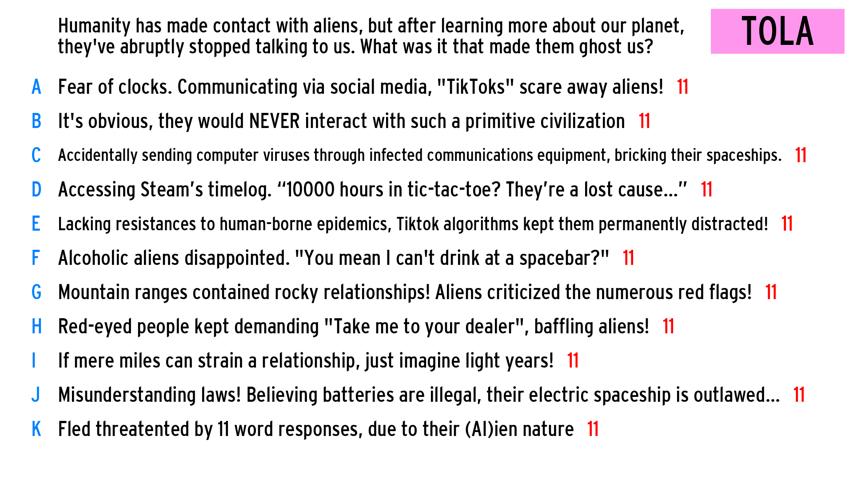 Humanity has made contact with aliens, but after learning more about our planet,
they've abruptly stopped talking to us. What was it that made them ghost us?
TOLA
A Fear of clocks. Communicating via social media, "TikToks" scare away aliens! 11
B It's obvious, they would NEVER interact with such a primitive civilization 11
C Accidentally sending computer viruses through infected communications equipment, bricking their spaceships. 11
D Accessing Steam’s timelog. “10000 hours in tic-tac-toe? They’re a lost cause...” 11
E Lacking resistances to human-borne epidemics, Tiktok algorithms kept them permanently distracted! 11
F Alcoholic aliens disappointed. "You mean I can't drink at a spacebar?" 11
G Mountain ranges contained rocky relationships! Aliens criticized the numerous red flags! 11
H Red-eyed people kept demanding "Take me to your dealer", baffling aliens! 11
I If mere miles can strain a relationship, just imagine light years! 11
J Misunderstanding laws! Believing batteries are illegal, their electric spaceship is outlawed... 11
K Fled threatented by 11 word responses, due to their (AI)ien nature 11